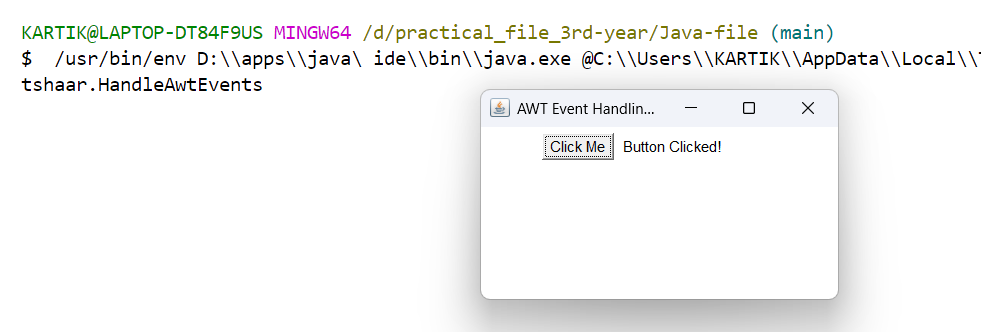 KARTIK@LAPTOP-DT84F9US MINGW64 /d/practical_file_3rd-year/Java-file (main)
$  /usr/bin/env D:\\apps\\java\ ide\\bin\\java.exe @C:\\Users\\KARTIK\\AppData\\Local\\
tshaar.HandleAwtEvents
AWT Event Handlin...
Click Me Button Clicked!